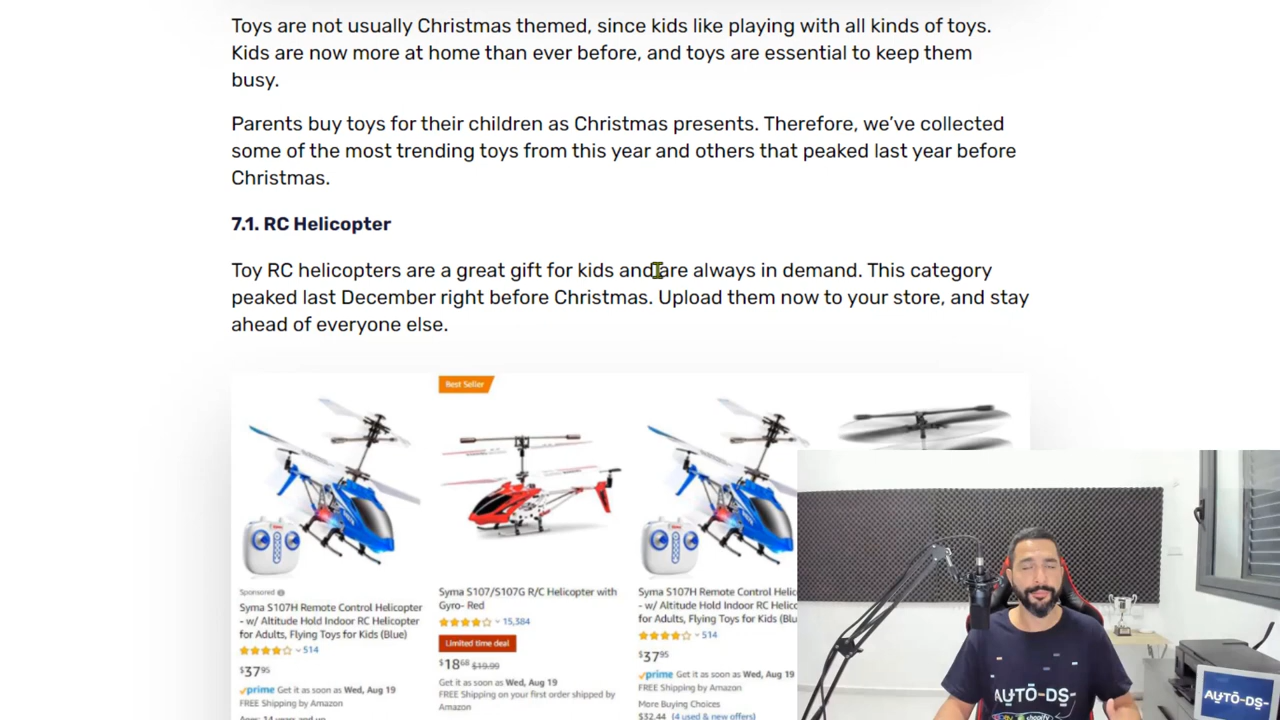 Toys are not usually Christmas themed, since kids like playing with all kinds of toys.
Kids are now more at home than ever before, and toys are essential to keep them
busy.
Parents buy toys for their children as Christmas presents. Therefore, we've collected
some of the most trending toys from this year and others that peaked last year before
Christmas.
7.1. RC Helicopter
Toy RC helicopters are a great gift for kids and are always in demand. This category
peaked last December right before Christmas. Upload them now to your store, and stay
ahead of everyone else.
Best Seller
Sponsored
Syma S107H Remote Control Helicopter
- w/ Altitude Hold Indoor RC Helicopter
for Adults, Flying Toys for Kids (Blue)
514
$37.95
prime Get it as soon as Wed, Aug 19
FREE Shipping by Amazon
Ages: 14 years and up
Syma S107/S107G R/C Helicopter with
Gyro- Red
15,384
Limited time deal
$18.68 $19.99
Get it as soon as Wed, Aug 19
FREE Shipping on your first order shipped by
Amazon
Syma S107H Remote Control Helic
- w/ Altitude Hold Indoor RC Helic
for Adults, Flying Toys for Kids (Blu
514
$37.95
prime Get it as soon as Wed, Aug 19
FREE Shipping by Amazon
More Buying Choices
$32.44 (4 used & new offers)
AUTO-DS-
shopify
AUTO-DS-